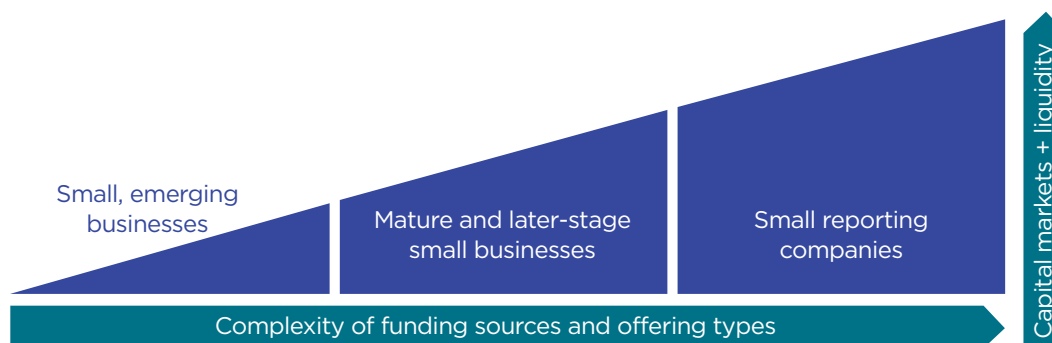 Small, emerging
businesses
Mature and later-stage
small businesses
Small reporting
companies
Complexity of funding sources and offering types
Capital markets + liquidity